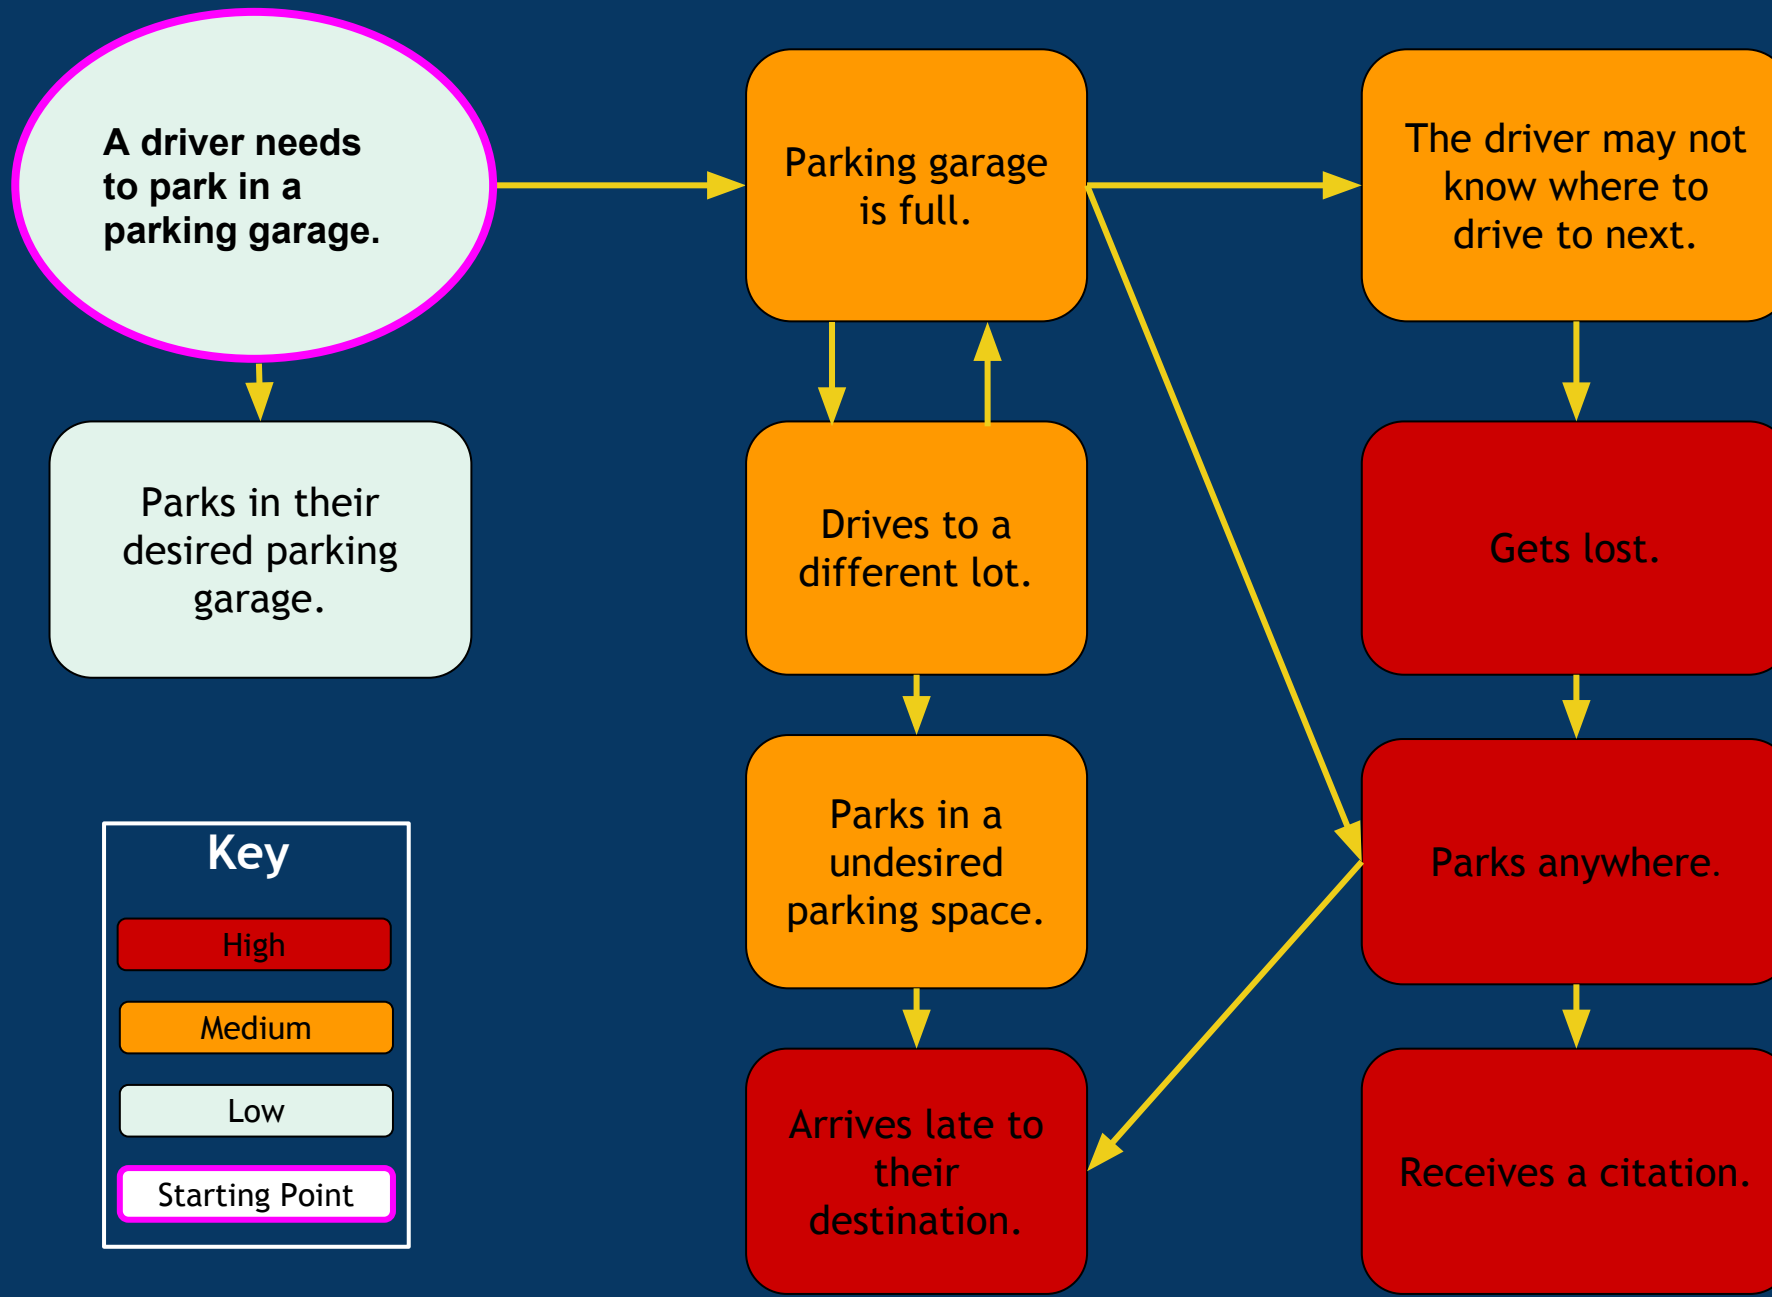 A driver needs
to park in a
parking garage.
Parking garage
is full.
The driver may not
know where to
drive to next.
Parks in their
desired parking
garage.
Drives to a
different lot.
Gets lost.
Parks in a
undesired
parking space.
Parks anywhere.
Arrives late to
their
destination.
Receives a citation.
Key
High
Medium
Low
Starting Point